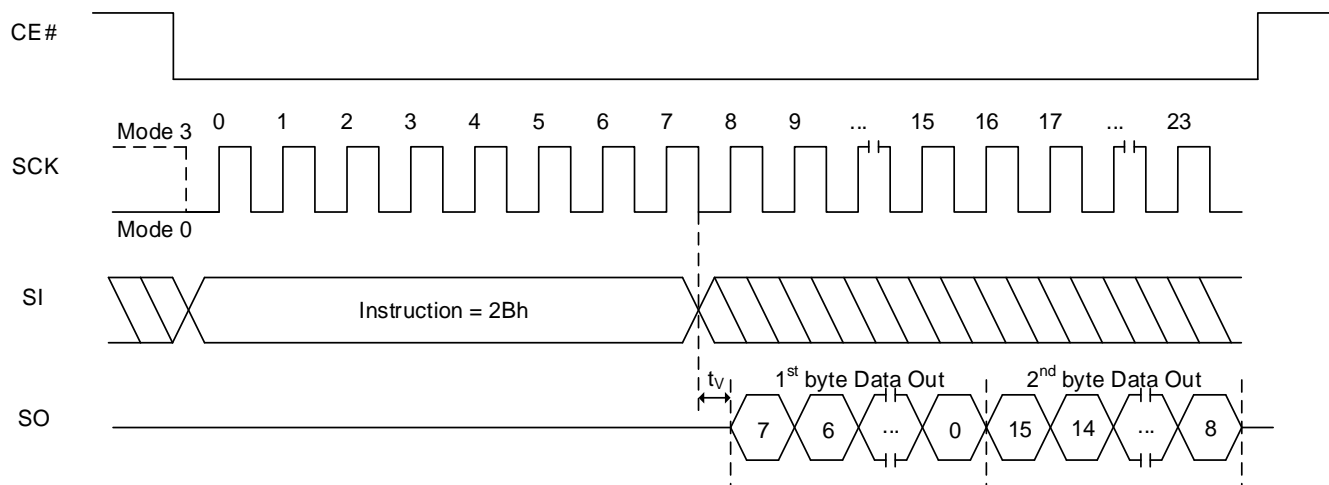 CE#
0 1 2 3 4 5 6 7 8 9 ... 15 16 17 ... 23
Mode 3
SCK
Mode 0
SI
Instruction = 2Bh
tV 1st byte Data Out 2nd byte Data Out
SO
7 6 ... 0 15 14 ... 8